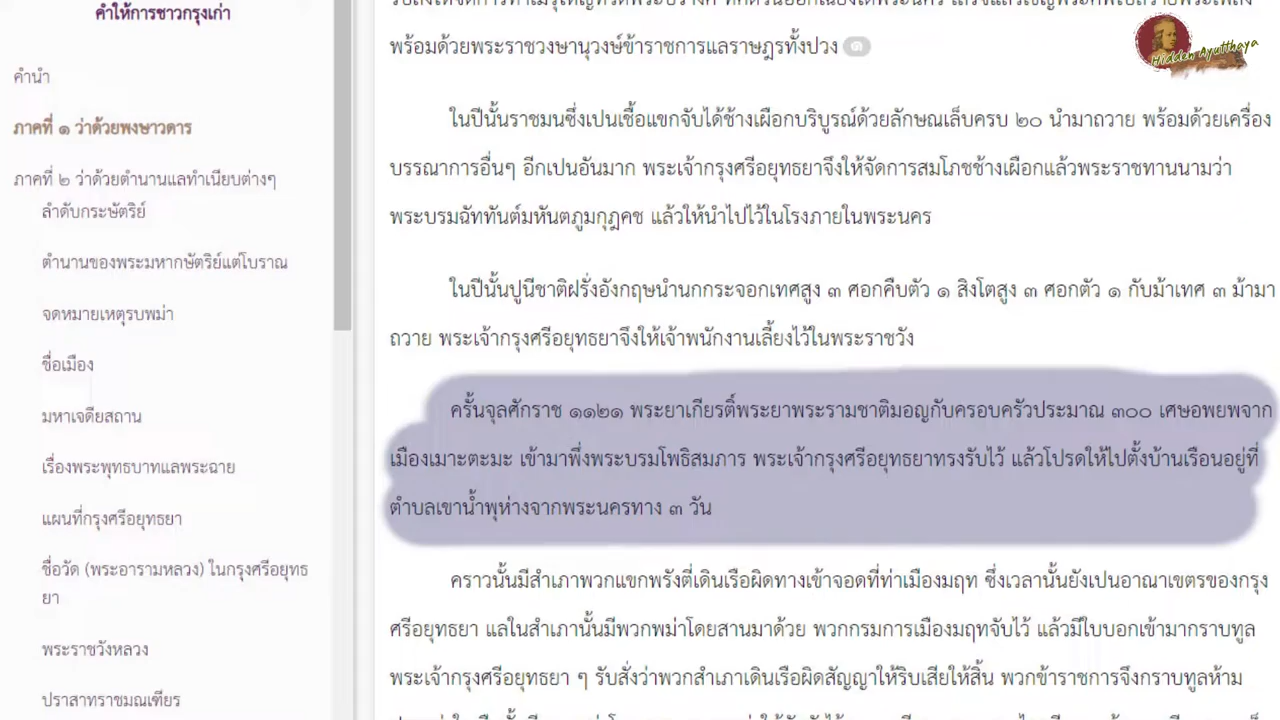 คำให้การชาวกรุงเก่า
คำนำ
ภาคที่ ๑ ว่าด้วยพงษาวดาร
ภาคที่ ๒ ว่าด้วยตำนานแลทำเนียบต่างๆ
ลำดับกระษัตริย์
ตำนานของพระมหากษัตริย์แต่โบราณ
จดหมายเหตุรบพม่า
ชื่อเมือง
มหาเจดียสถาน
เรื่องพระพุทธบาทแลพระฉาย
แผนที่กรุงศรีอยุทธยา
ชื่อวัด (พระอารามหลวง) ในกรุงศรีอยุทธ
ยา
พระราชวังหลวง
ปราสาทราชมณเฑียร
พร้อมด้วยพระราชวงษานุวงษ์ข้าราชการแลราษฎรทั้งปวง ๑
ในปีนั้นราชมนซึ่งเปนเชื้อแขกจับได้ช้างเผือกบริบูรณ์ด้วยลักษณเล็บครบ ๒๐ นำมาถวาย พร้อมด้วยเครื่อง
บรรณาการอื่นๆ อีกเปนอันมาก พระเจ้ากรุงศรีอยุทธยาจึงให้จัดการสมโภชช้างเผือกแล้วพระราชทานนามว่า
พระบรมฉัททันต์มหันตภูมกุฎคช แล้วให้นำไปไว้ในโรงภายในพระนคร
ในปีนั้นปูนีชาติฝรั่งอังกฤษนำนกกระจอกเทศสูง ๓ ศอกคืบตัว ๑ สิงโตสูง ๓ ศอกตัว ๑ กับม้าเทศ ๓ ม้ามา
ถวาย พระเจ้ากรุงศรีอยุทธยาจึงให้เจ้าพนักงานเลี้ยงไว้ในพระราชวัง
ครั้นจุลศักราช ๑๑๒๑ พระยาเกียรติ์พระยาพระรามชาติมอญกับครอบครัวประมาณ ๓๐๐ เศษอพยพจาก
เมืองเมาะตะมะ เข้ามาพึ่งพระบรมโพธิสมภาร พระเจ้ากรุงศรีอยุทธยาทรงรับไว้ แล้วโปรดให้ไปตั้งบ้านเรือนอยู่ที่
ตำบลเขาน้ำพุห่างจากพระนครทาง ๓ วัน
คราวนั้นมีสำเภาพวกแขกพรังตี่เดินเรือผิดทางเข้าจอดที่ท่าเมืองมฤท ซึ่งเวลานั้นยังเปนอาณาเขตรของกรุง
ศรีอยุทธยา แลในสำเภานั้นมีพวกพม่าโดยสานมาด้วย พวกกรมการเมืองมฤทจับไว้ แล้วมีใบบอกเข้ามากราบทูล
พระเจ้ากรุงศรีอยุทธยา ๆ รับสั่งว่าพวกสำเภาเดินเรือผิดสัญญาให้ริบเสียให้สิ้น พวกข้าราชการจึงกราบทูลห้าม
Hidden Ayutthaya